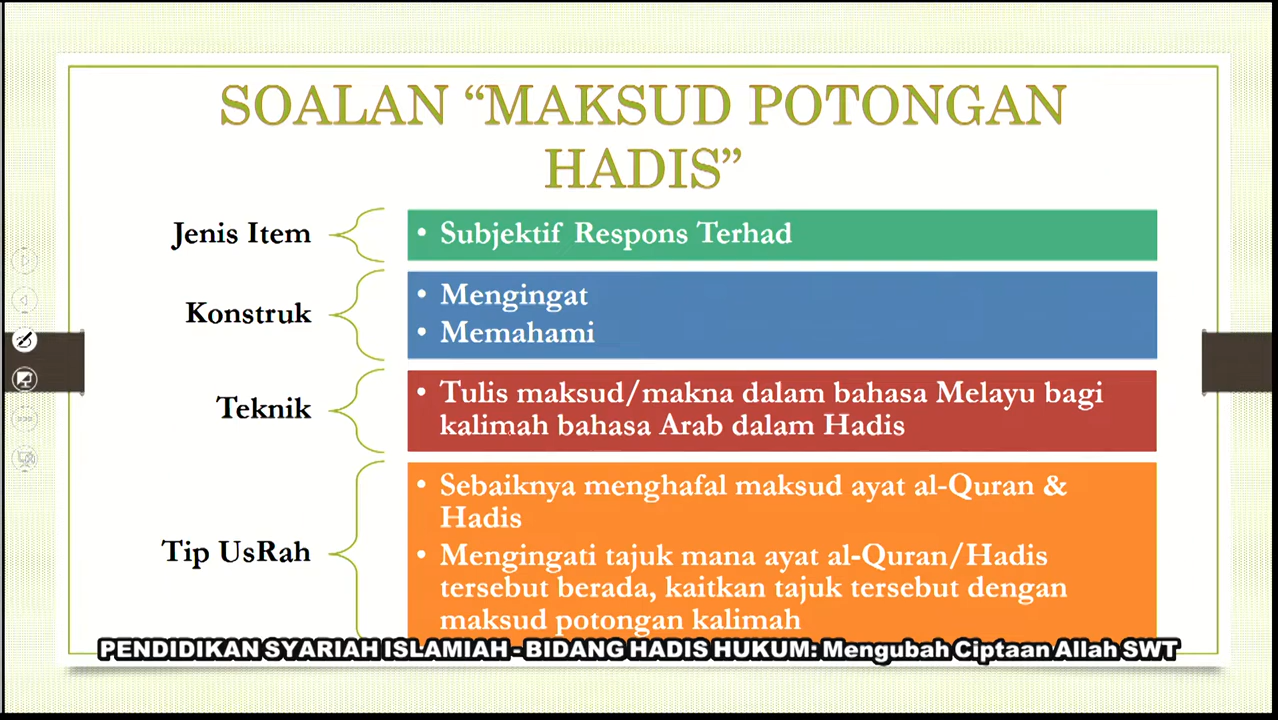 SOALAN “MAKSUD POTONGAN
HADIS”
Jenis Item
• Subjektif Respons Terhad
Konstruk
• Mengingat
• Memahami
Teknik
• Tulis maksud/makna dalam bahasa Melayu bagi
kalimah bahasa Arab dalam Hadis
Tip UsRah
• Sebaiknya menghafal maksud ayat al-Quran &
Hadis
• Mengingati tajuk mana ayat al-Quran/Hadis
tersebut berada, kaitkan tajuk tersebut dengan
maksud potongan kalimah
PENDIDIKAN SYARIAH ISLAMIAH - BIDANG HADIS HUKUM: Mengubah Ciptaan Allah SWT